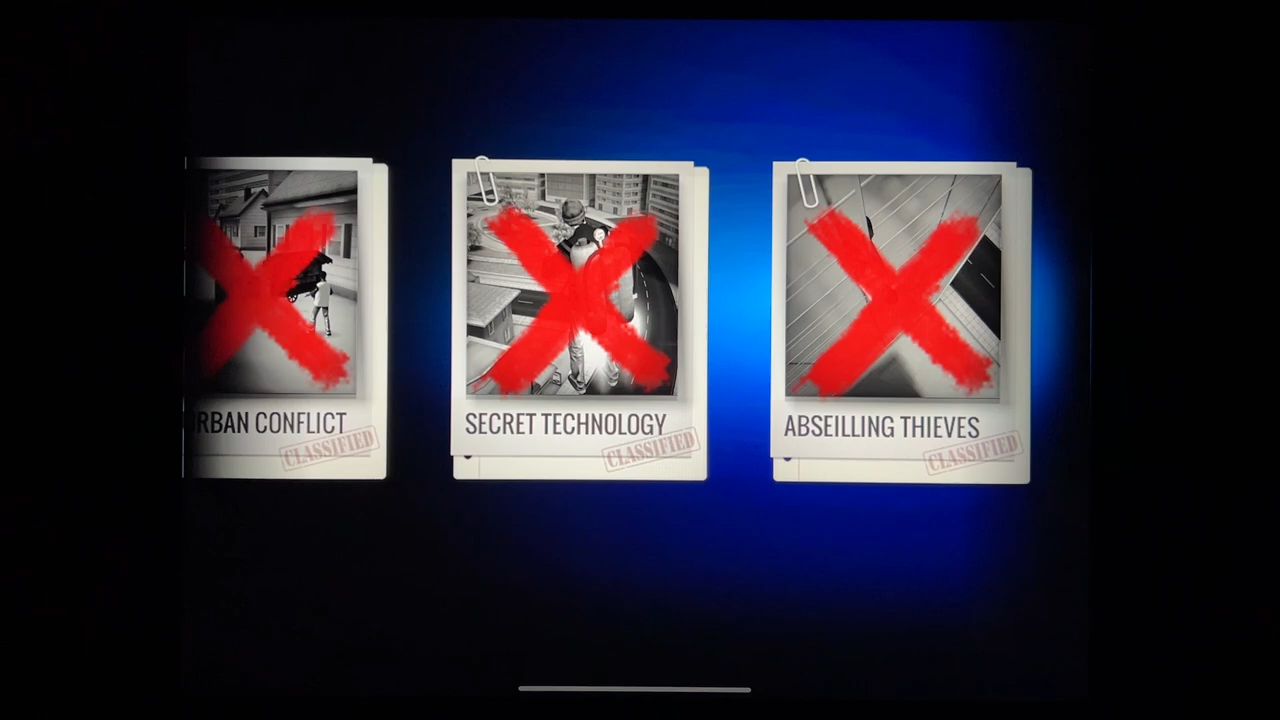 RBAN CONFLICT
CLASSIFIED
SECRET TECHNOLOGY
CLASSIFIED
ABSEILLING THIEVES
CLASSIFIED